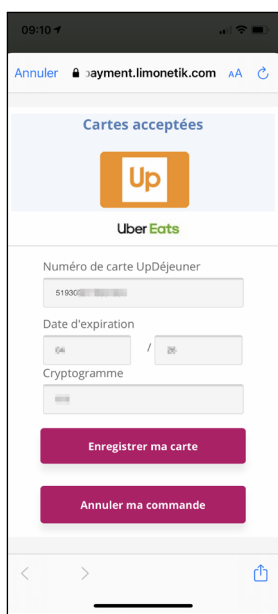 09:10
Annuler payment.limonetik.com AA
Cartes acceptées
Up
Uber Eats
Numéro de carte UpDéjeuner
51930
Date d'expiration
/
Cryptogramme
Enregistrer ma carte
Annuler ma commande